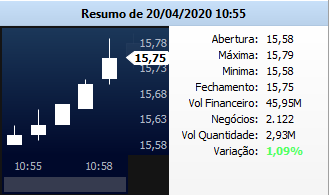 Resumo de 20/04/2020 10:55
15,78
15,75
15,73
15,68
15,63
15,58
10:55 10:58
Abertura: 15,58
Máxima: 15,79
Minima: 15,58
Fechamento: 15,75
Vol Financeiro: 45,95M
Negócios: 2.122
Vol Quantidade: 2,93M
Variação: 1,09%